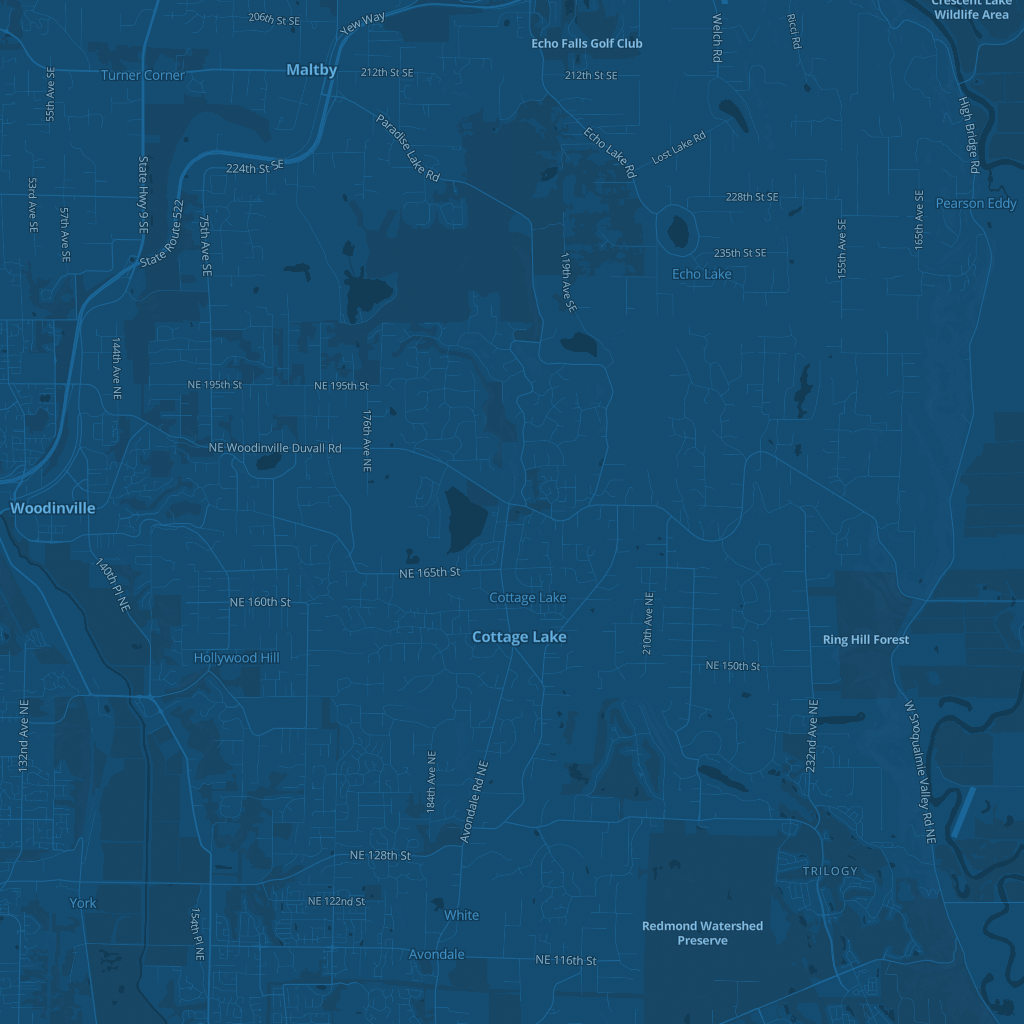 Crescent Lake
Wildlife Area
206th St SE
Yew Way
Welch Rd
Ricci Rd
Echo Falls Golf Club
Turner Corner
Maltby
212th St SE
212th St SE
55th Ave SE
Paradise Lake Rd
Echo Lake Rd
Lost Lake Rd
High Bridge Rd
224th St SE
State Hwy 9 SE
53rd Ave SE
57th Ave SE
State Route 522
75th Ave SE
228th St SE
Pearson Eddy
165th Ave SE
155th Ave SE
235th St SE
Echo Lake
119th Ave SE
144th Ave NE
NE 195th St
NE 195th St
176th Ave NE
NE Woodinville Duvall Rd
Woodinville
140th Pl NE
NE 165th St
Cottage Lake
NE 160th St
210th Ave NE
Cottage Lake
Ring Hill Forest
Hollywood Hill
NE 150th St
132nd Ave NE
232nd Ave NE
W Snoqualmie Valley Rd NE
184th Ave NE
Avondale Rd NE
NE 128th St
TRILOGY
York
NE 122nd St
154th Pl NE
White
Redmond Watershed
Preserve
Avondale
NE 116th St